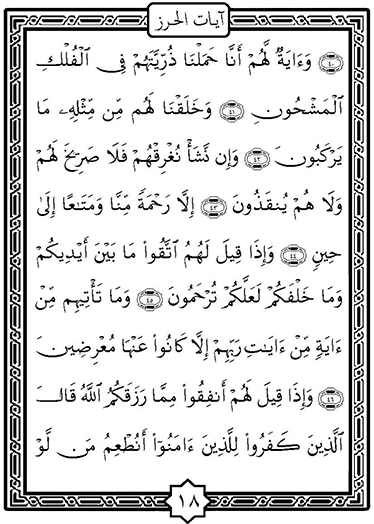 آيات الحرز
﴿٤٠﴾ وَءَايَةٌ لَّهُمْ أَنَّا حَمَلْنَا ذُرِّيَّتَهُمْ فِي ٱلْفُلْكِ
ٱلْمَشْحُونِ ﴿٤١﴾ وَخَلَقْنَا لَهُم مِّن مِّثْلِهِۦ مَا
يَرْكَبُونَ ﴿٤٢﴾ وَإِن نَّشَأْ نُغْرِقْهُمْ فَلَا صَرِيخَ لَهُمْ
وَلَا هُمْ يُنقَذُونَ ﴿٤٣﴾ إِلَّا رَحْمَةً مِّنَّا وَمَتَٰعًا إِلَىٰ
حِينٍ ﴿٤٤﴾ وَإِذَا قِيلَ لَهُمُ ٱتَّقُوا۟ مَا بَيْنَ أَيْدِيكُمْ
وَمَا خَلْفَكُمْ لَعَلَّكُمْ تُرْحَمُونَ ﴿٤٥﴾ وَمَا تَأْتِيهِم مِّنْ
ءَايَةٍ مِّنْ ءَايَٰتِ رَبِّهِمْ إِلَّا كَانُوا۟ عَنْهَا مُعْرِضِينَ
﴿٤٦﴾ وَإِذَا قِيلَ لَهُمْ أَنفِقُوا۟ مِمَّا رَزَقَكُمُ ٱللَّهُ قَالَ
ٱلَّذِينَ كَفَرُوا۟ لِلَّذِينَ ءَامَنُوٓا۟ أَنُطْعِمُ مَن لَّوْ
١٨